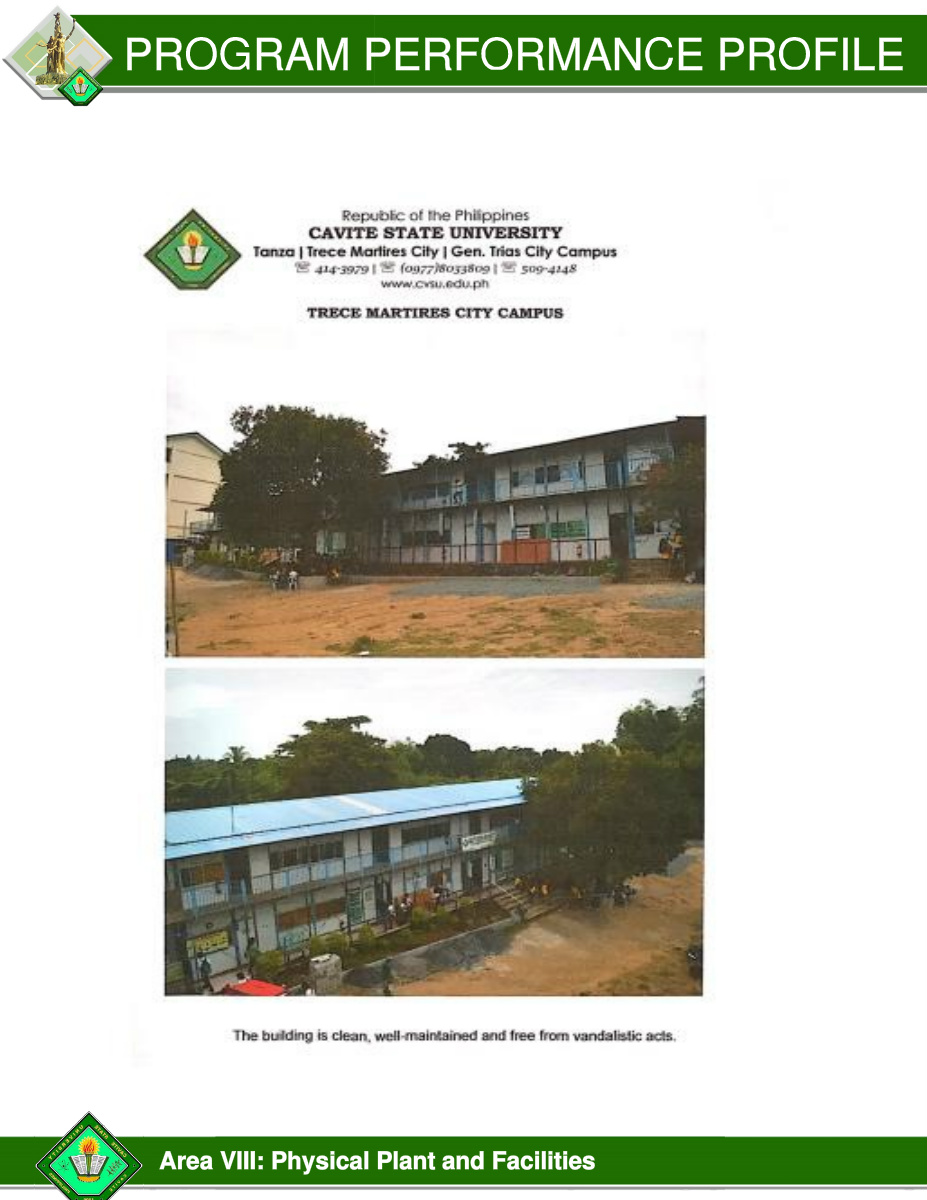 PROGRAM PERFORMANCE PROFILE
Republic of the Philippines
CAVITE STATE UNIVERSITY
Tanza | Trece Martires City | Gen. Trias City Campus
☏ 414-3979 | ☏ (0977)8033809 | ☏ 509-4148
www.cvsu.edu.ph
TRECE MARTIRES CITY CAMPUS
The building is clean, well-maintained and free from vandalistic acts.
Area VIII: Physical Plant and Facilities